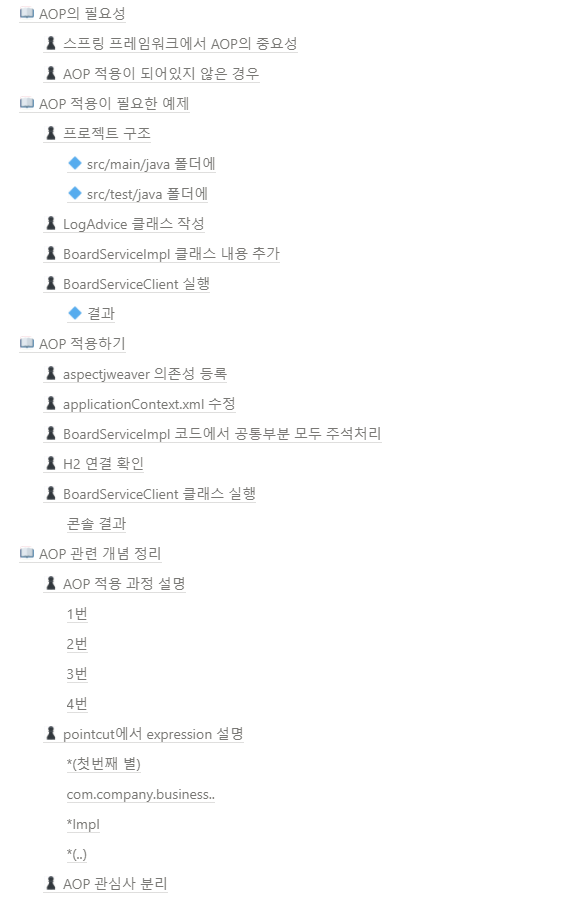 📖 AOP의 필요성
♟ 스프링 프레임워크에서 AOP의 중요성
♟ AOP 적용이 되어있지 않은 경우
📖 AOP 적용이 필요한 예제
♟ 프로젝트 구조
🔷 src/main/java 폴더에
🔷 src/test/java 폴더에
♟ LogAdvice 클래스 작성
♟ BoardServiceImpl 클래스 내용 추가
♟ BoardServiceClient 실행
🔷 결과
📖 AOP 적용하기
♟ aspectjweaver 의존성 등록
♟ applicationContext.xml 수정
♟ BoardServiceImpl 코드에서 공통부분 모두 주석처리
♟ H2 연결 확인
♟ BoardServiceClient 클래스 실행
콘솔 결과
📖 AOP 관련 개념 정리
♟ AOP 적용 과정 설명
1번
2번
3번
4번
♟ pointcut에서 expression 설명
*(첫번째 별)
com.company.business..
*Impl
*(..)
♟ AOP 관심사 분리